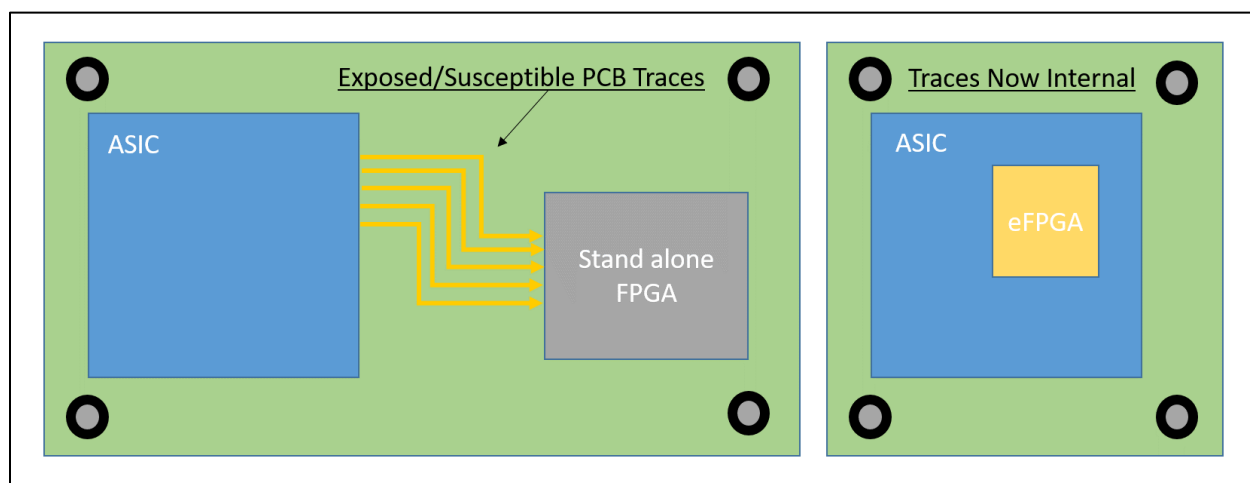 Exposed/Susceptible PCB Traces
ASIC
Stand alone
FPGA
Traces Now Internal
ASIC
eFPGA